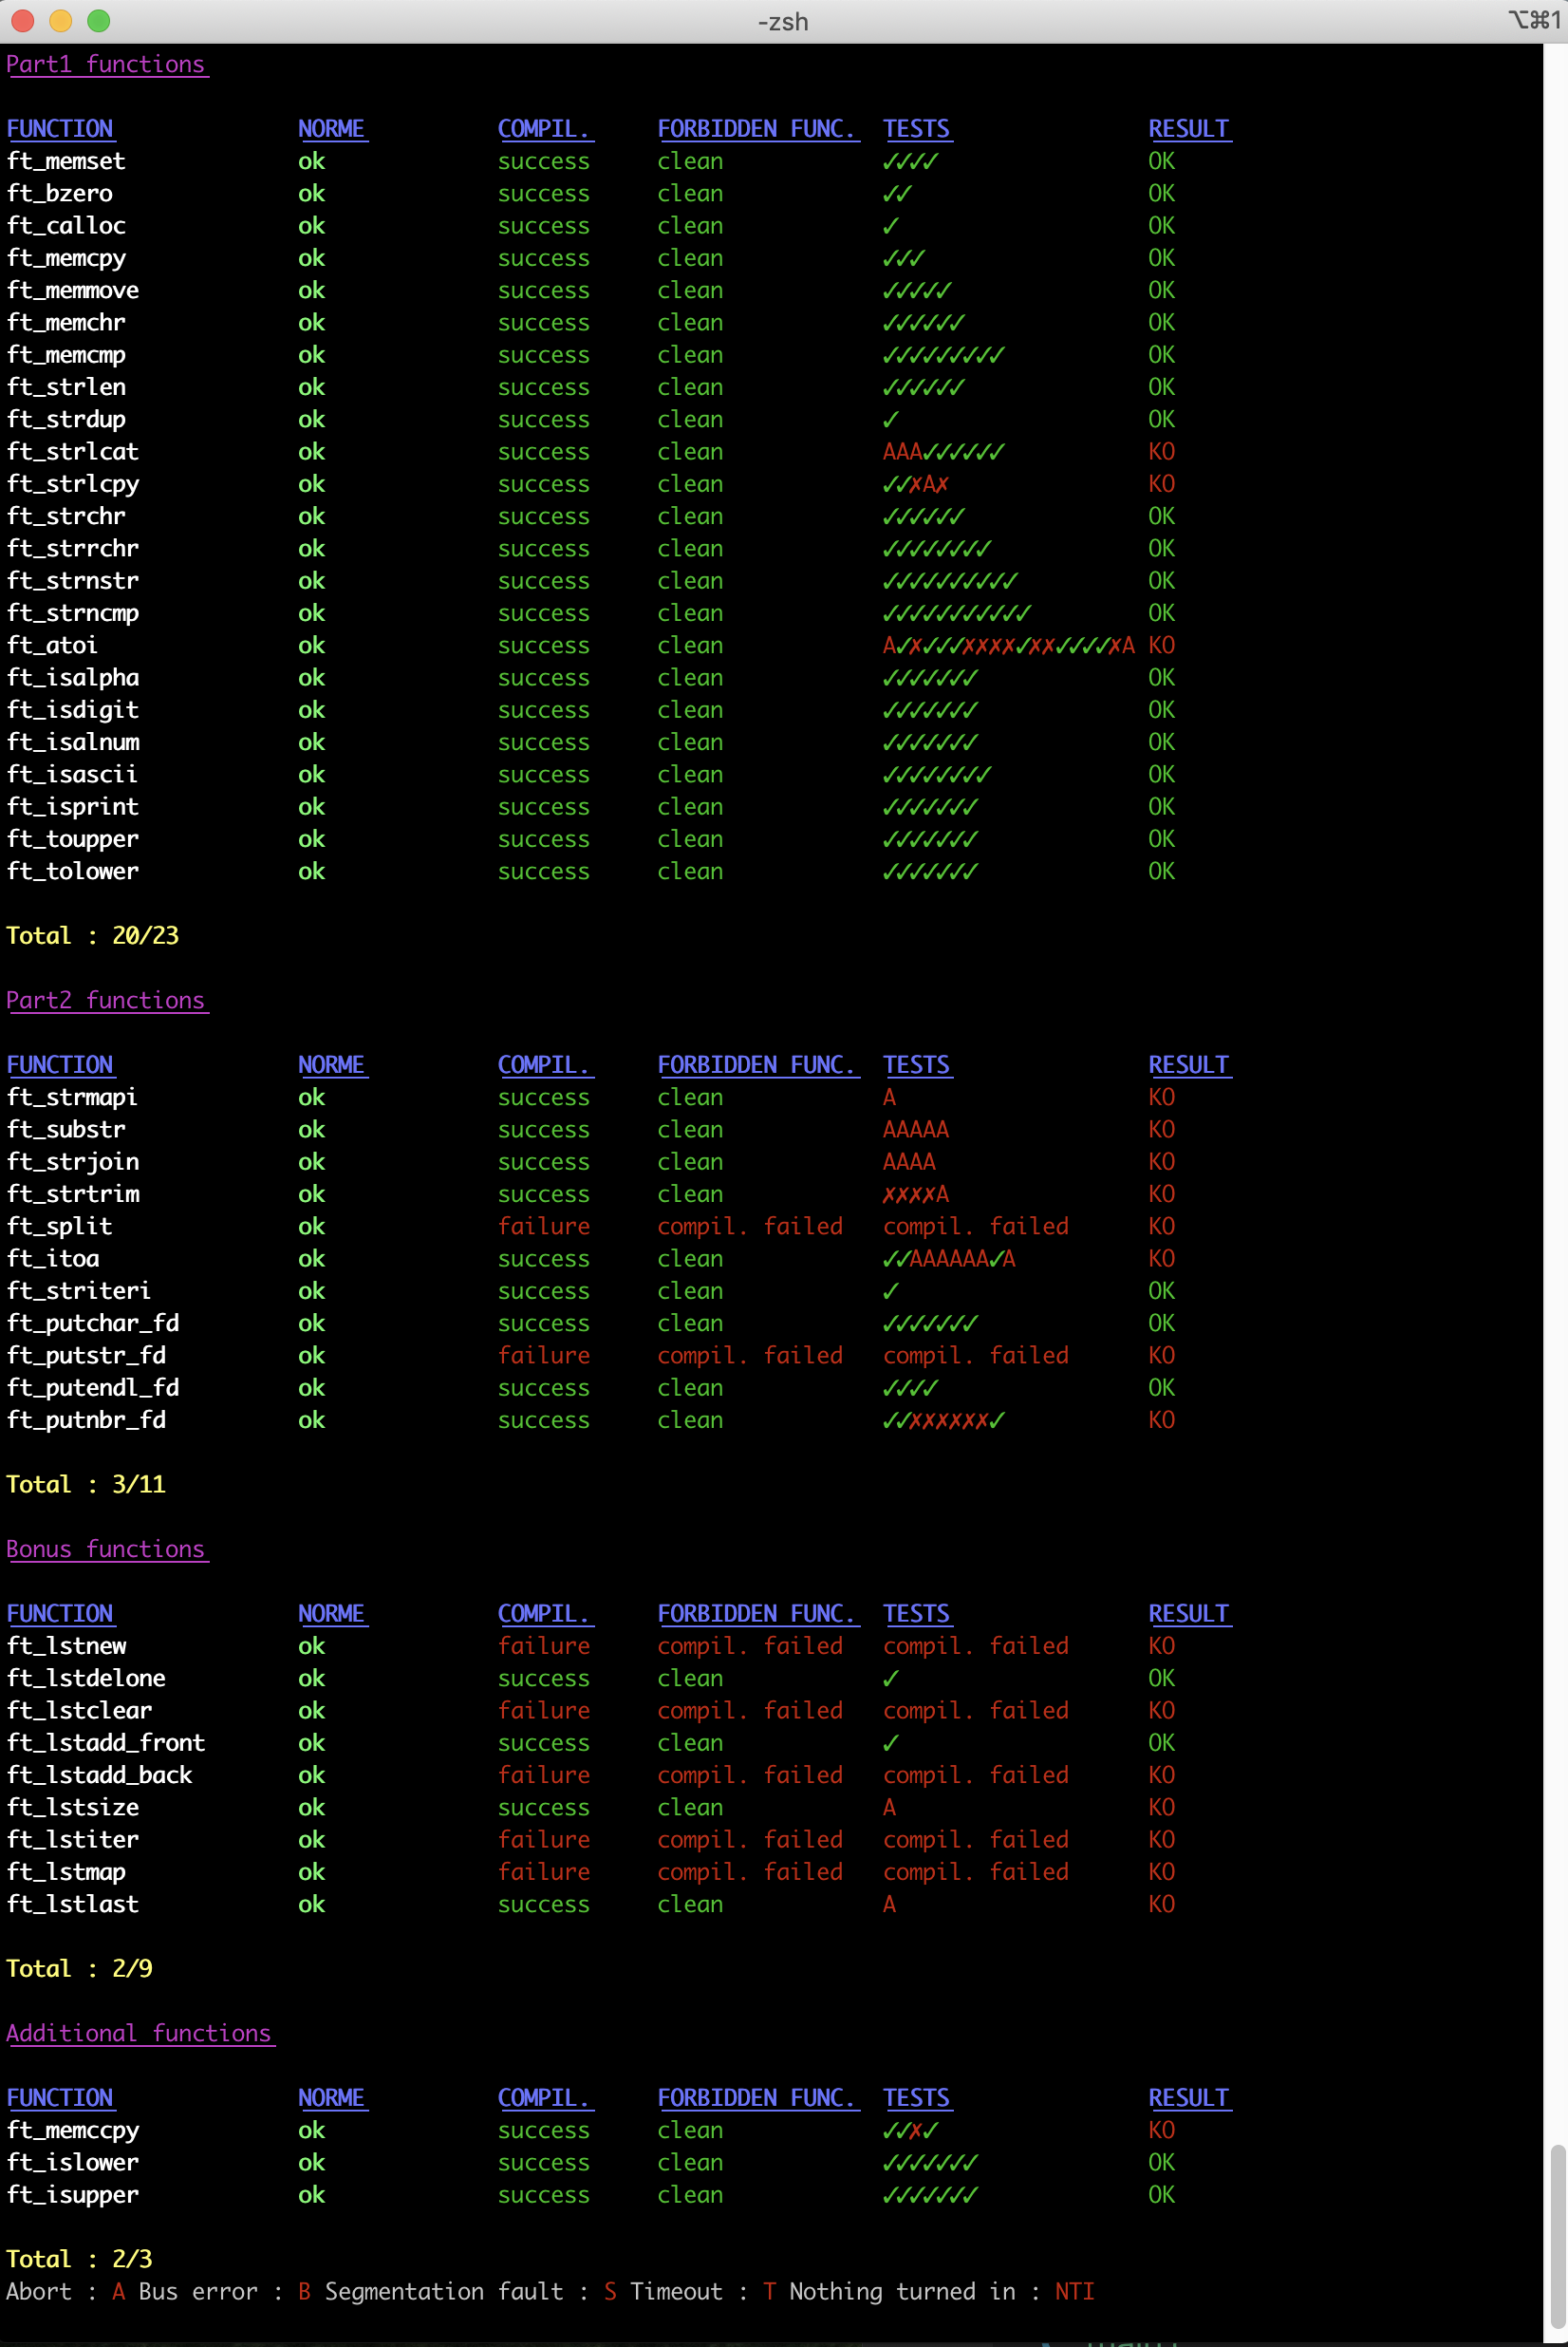 -zsh ⌥⌘1
Part1 functions
FUNCTION NORME COMPIL. FORBIDDEN FUNC. TESTS RESULT
ft_memset ok success clean ✓✓✓✓ OK
ft_bzero ok success clean ✓✓ OK
ft_calloc ok success clean ✓ OK
ft_memcpy ok success clean ✓✓✓ OK
ft_memmove ok success clean ✓✓✓✓✓ OK
ft_memchr ok success clean ✓✓✓✓✓✓ OK
ft_memcmp ok success clean ✓✓✓✓✓✓✓✓✓ OK
ft_strlen ok success clean ✓✓✓✓✓✓ OK
ft_strdup ok success clean ✓ OK
ft_strlcat ok success clean AAA✓✓✓✓✓✓ KO
ft_strlcpy ok success clean ✓✓✗A✗ KO
ft_strchr ok success clean ✓✓✓✓✓✓ OK
ft_strrchr ok success clean ✓✓✓✓✓✓✓✓ OK
ft_strnstr ok success clean ✓✓✓✓✓✓✓✓✓✓ OK
ft_strncmp ok success clean ✓✓✓✓✓✓✓✓✓✓✓ OK
ft_atoi ok success clean A✓✗✓✓✓✗✗✗✗✓✗✗✓✓✓✓✗A KO
ft_isalpha ok success clean ✓✓✓✓✓✓✓ OK
ft_isdigit ok success clean ✓✓✓✓✓✓✓ OK
ft_isalnum ok success clean ✓✓✓✓✓✓✓ OK
ft_isascii ok success clean ✓✓✓✓✓✓✓✓ OK
ft_isprint ok success clean ✓✓✓✓✓✓✓ OK
ft_toupper ok success clean ✓✓✓✓✓✓✓ OK
ft_tolower ok success clean ✓✓✓✓✓✓✓ OK
Total : 20/23
Part2 functions
FUNCTION NORME COMPIL. FORBIDDEN FUNC. TESTS RESULT
ft_strmapi ok success clean A KO
ft_substr ok success clean AAAAA KO
ft_strjoin ok success clean AAAA KO
ft_strtrim ok success clean ✗✗✗✗A KO
ft_split ok failure compil. failed compil. failed KO
ft_itoa ok success clean ✓✓AAAAAA✓A KO
ft_striteri ok success clean ✓ OK
ft_putchar_fd ok success clean ✓✓✓✓✓✓✓ OK
ft_putstr_fd ok failure compil. failed compil. failed KO
ft_putendl_fd ok success clean ✓✓✓✓ OK
ft_putnbr_fd ok success clean ✓✓✗✗✗✗✗✗✓ KO
Total : 3/11
Bonus functions
FUNCTION NORME COMPIL. FORBIDDEN FUNC. TESTS RESULT
ft_lstnew ok failure compil. failed compil. failed KO
ft_lstdelone ok success clean ✓ OK
ft_lstclear ok failure compil. failed compil. failed KO
ft_lstadd_front ok success clean ✓ OK
ft_lstadd_back ok failure compil. failed compil. failed KO
ft_lstsize ok success clean A KO
ft_lstiter ok failure compil. failed compil. failed KO
ft_lstmap ok failure compil. failed compil. failed KO
ft_lstlast ok success clean A KO
Total : 2/9
Additional functions
FUNCTION NORME COMPIL. FORBIDDEN FUNC. TESTS RESULT
ft_memccpy ok success clean ✓✓✗✓ KO
ft_islower ok success clean ✓✓✓✓✓✓✓ OK
ft_isupper ok success clean ✓✓✓✓✓✓✓ OK
Total : 2/3
Abort : A Bus error : B Segmentation fault : S Timeout : T Nothing turned in : NTI